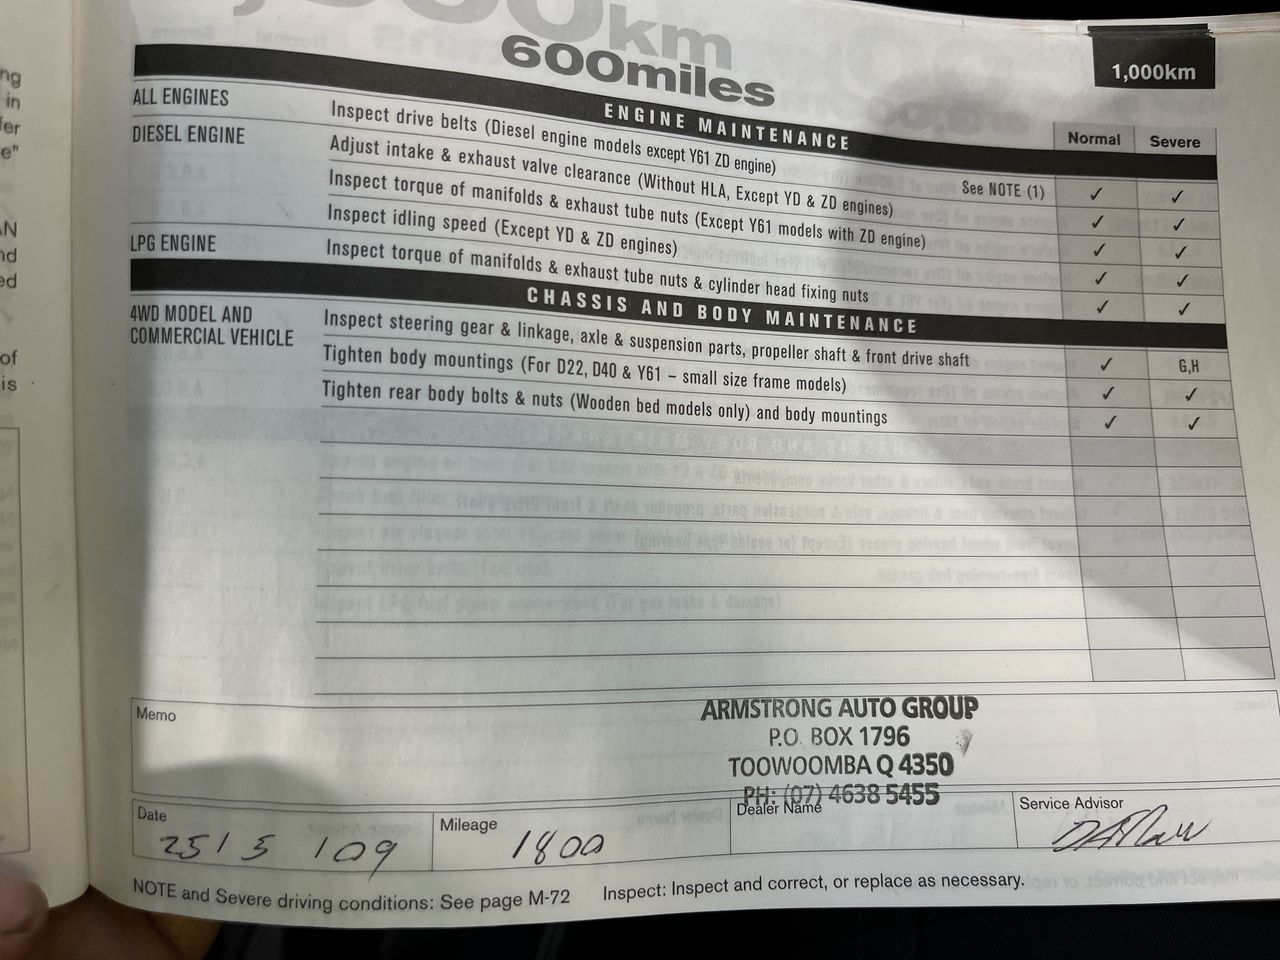 000km
600miles
1,000km
ENGINE MAINTENANCE
Normal Severe
ALL ENGINES Inspect drive belts (Diesel engine models except Y61 ZD engine) See NOTE (1) ✓ ✓
DIESEL ENGINE Adjust intake & exhaust valve clearance (Without HLA, Except YD & ZD engines) ✓ ✓
Inspect torque of manifolds & exhaust tube nuts (Except Y61 models with ZD engine) ✓ ✓
Inspect idling speed (Except YD & ZD engines) ✓ ✓
LPG ENGINE Inspect torque of manifolds & exhaust tube nuts & cylinder head fixing nuts ✓ ✓
CHASSIS AND BODY MAINTENANCE
4WD MODEL AND Inspect steering gear & linkage, axle & suspension parts, propeller shaft & front drive shaft ✓ G,H
COMMERCIAL VEHICLE Tighten body mountings (For D22, D40 & Y61 – small size frame models) ✓ ✓
Tighten rear body bolts & nuts (Wooden bed models only) and body mountings ✓ ✓
Memo
ARMSTRONG AUTO GROUP
P.O. BOX 1796
TOOWOOMBA Q 4350
PH: (07) 4638 5455
Date Mileage Dealer Name Service Advisor
25 / 5 / 09 1800
NOTE and Severe driving conditions: See page M-72 Inspect: Inspect and correct, or replace as necessary.